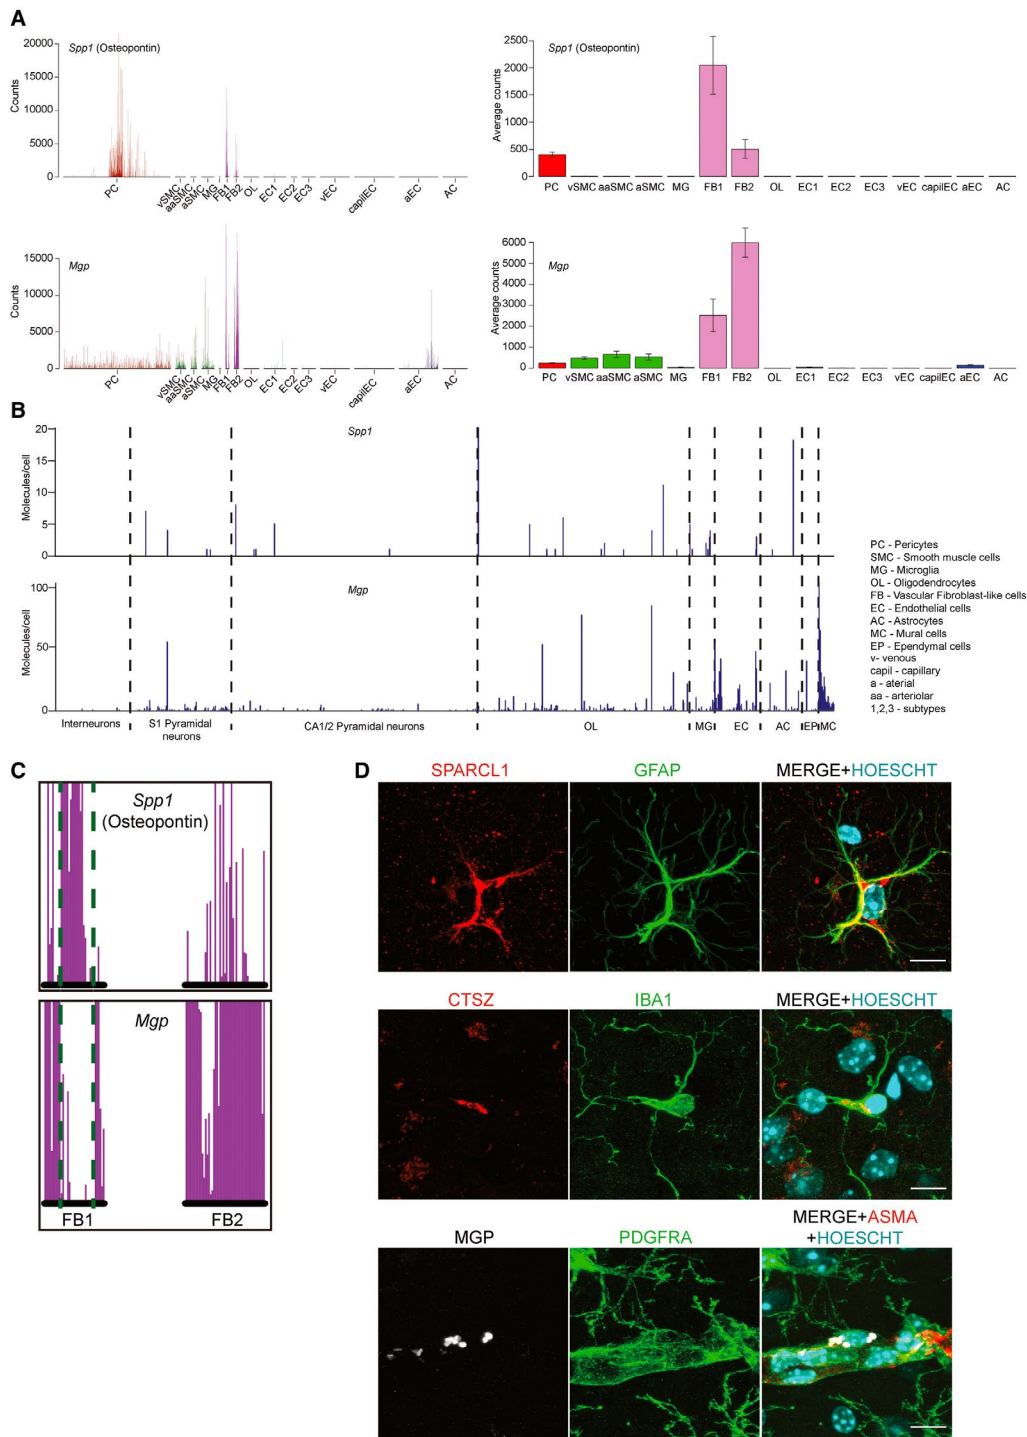 A
Spp1 (Osteopontin)
Counts
20000
15000
10000
5000
0
PC
vSMC
aaSMC
aSMC
MG
FB1
FB2
OL
EC1
EC2
EC3
vEC
capilEC
aEC
AC
Spp1 (Osteopontin)
Average counts
2500
2000
1500
1000
500
0
PC vSMC aaSMC aSMC MG FB1 FB2 OL EC1 EC2 EC3 vEC capilEC aEC AC
Mgp
Counts
15000
10000
5000
0
PC
vSMC
aaSMC
aSMC
MG
FB1
FB2
OL
EC1
EC2
EC3
vEC
capilEC
aEC
AC
Mgp
Average counts
6000
5000
4000
3000
2000
1000
0
PC vSMC aaSMC aSMC MG FB1 FB2 OL EC1 EC2 EC3 vEC capilEC aEC AC
B
Spp1
Molecules/cell
20
15
10
5
0
Mgp
Molecules/cell
100
50
0
Interneurons S1 Pyramidal neurons CA1/2 Pyramidal neurons OL MG EC AC EP MC
PC - Pericytes
SMC - Smooth muscle cells
MG - Microglia
OL - Oligodendrocytes
FB - Vascular Fibroblast-like cells
EC - Endothelial cells
AC - Astrocytes
MC - Mural cells
EP - Ependymal cells
v- venous
capil - capillary
a - aterial
aa - arteriolar
1,2,3 - subtypes
C
Spp1
(Osteopontin)
Mgp
FB1 FB2
D
SPARCL1 GFAP MERGE+HOESCHT
CTSZ IBA1 MERGE+HOESCHT
MGP PDGFRA MERGE+ASMA
+HOESCHT